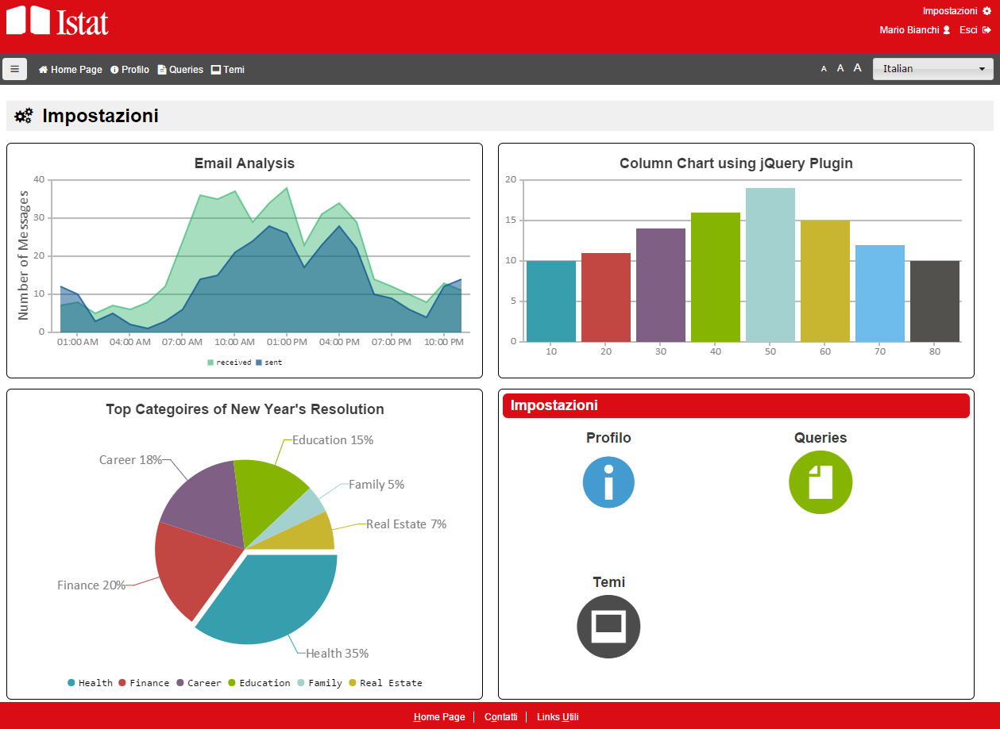 Istat
Impostazioni
Mario Bianchi Esci
Home Page Profilo Queries Temi
A A A
Italian
Impostazioni
Email Analysis
Number of Messages
40
30
20
10
0
01:00 AM 04:00 AM 07:00 AM 10:00 AM 01:00 PM 04:00 PM 07:00 PM 10:00 PM
received sent
Column Chart using jQuery Plugin
20
15
10
5
0
10 20 30 40 50 60 70 80
Top Categoires of New Year's Resolution
Education 15%
Career 18%
Family 5%
Real Estate 7%
Finance 20%
Health 35%
Health Finance Career Education Family Real Estate
Impostazioni
Profilo Queries
Temi
Home Page | Contatti | Links Utili